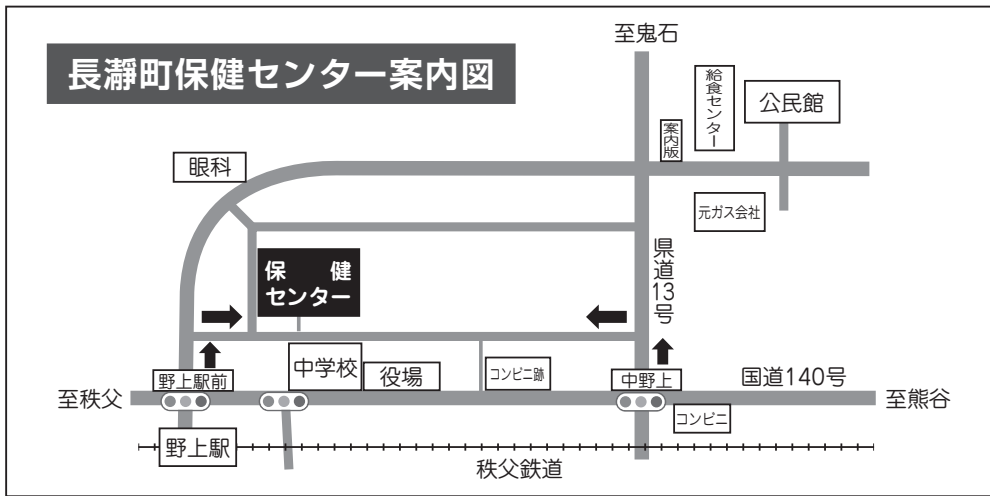 長瀞町保健センター案内図
至鬼石
給食センター
公民館
案内版
眼科
元ガス会社
県道13号
保　健
センター
中学校
役場
コンビニ跡
野上駅前
中野上
国道140号
至秩父
至熊谷
コンビニ
野上駅
秩父鉄道